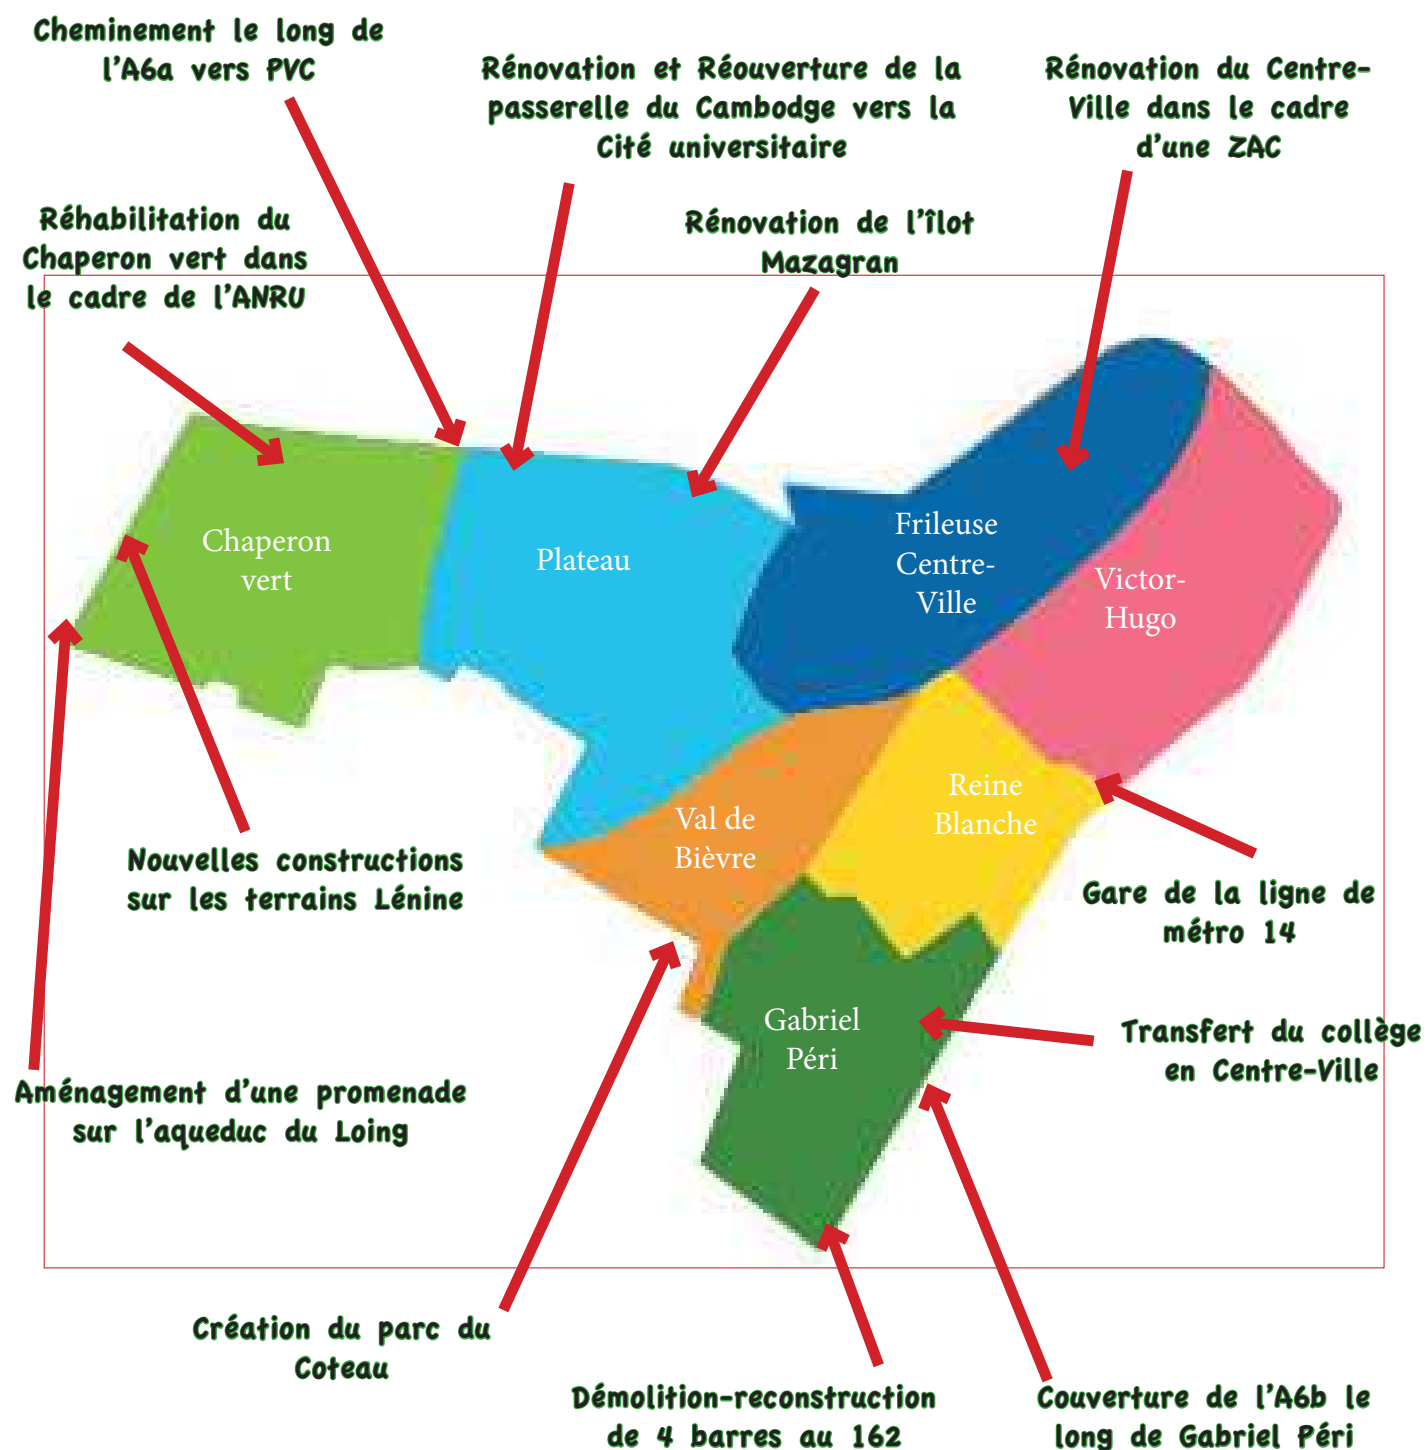 Cheminement le long de
l'A6a vers PVC
Rénovation et Réouverture de la
passerelle du Cambodge vers la
Cité universitaire
Rénovation du Centre-
Ville dans le cadre
d'une ZAC
Réhabilitation du
Chaperon vert dans
le cadre de l'ANRU
Rénovation de l'îlot
Mazagran
Chaperon
vert
Plateau
Frileuse
Centre-
Ville
Victor-
Hugo
Val de
Bièvre
Reine
Blanche
Nouvelles constructions
sur les terrains Lénine
Gare de la ligne de
métro 14
Gabriel
Péri
Transfert du collège
en Centre-Ville
Aménagement d'une promenade
sur l'aqueduc du Loing
Création du parc du
Coteau
Démolition-reconstruction
de 4 barres au 162
Couverture de l'A6b le
long de Gabriel Péri